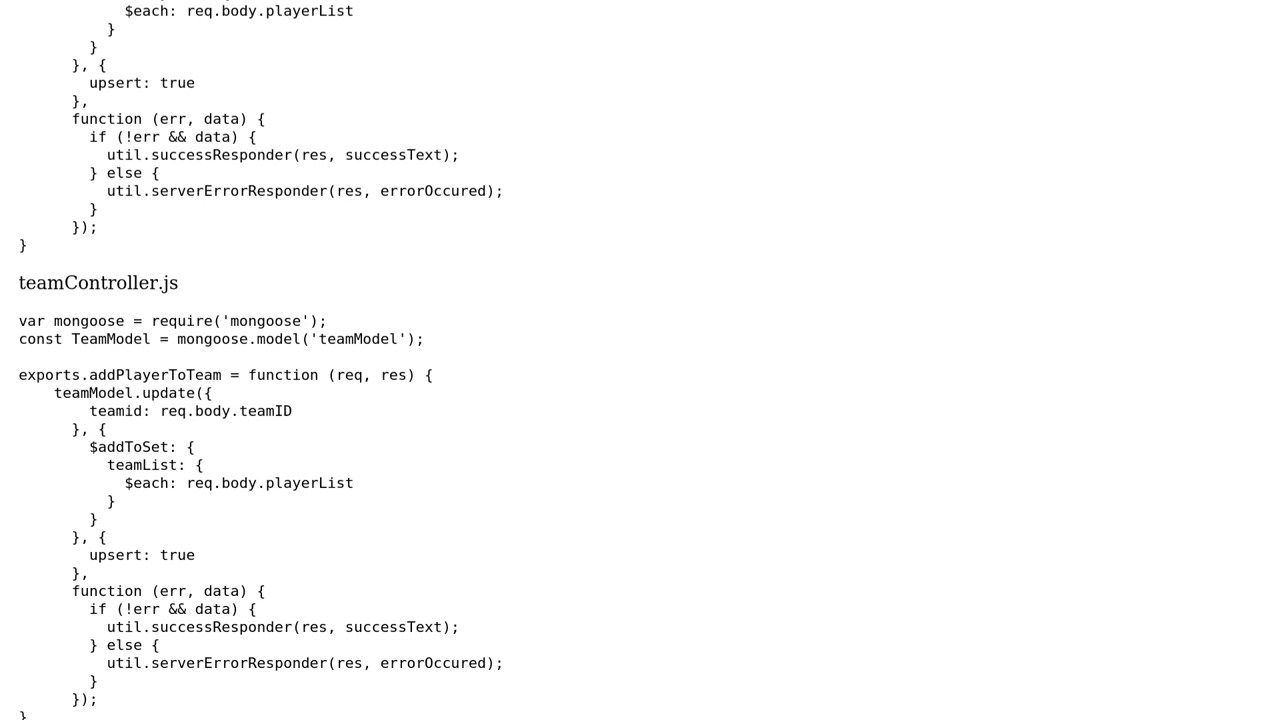 $each: req.body.playerList
          }
        }
      }, {
        upsert: true
      },
      function (err, data) {
        if (!err && data) {
          util.successResponder(res, successText);
        } else {
          util.serverErrorResponder(res, errorOccured);
        }
      });
}
teamController.js
var mongoose = require('mongoose');
const TeamModel = mongoose.model('teamModel');

exports.addPlayerToTeam = function (req, res) {
    teamModel.update({
        teamid: req.body.teamID
      }, {
        $addToSet: {
          teamList: {
            $each: req.body.playerList
          }
        }
      }, {
        upsert: true
      },
      function (err, data) {
        if (!err && data) {
          util.successResponder(res, successText);
        } else {
          util.serverErrorResponder(res, errorOccured);
        }
      });
}